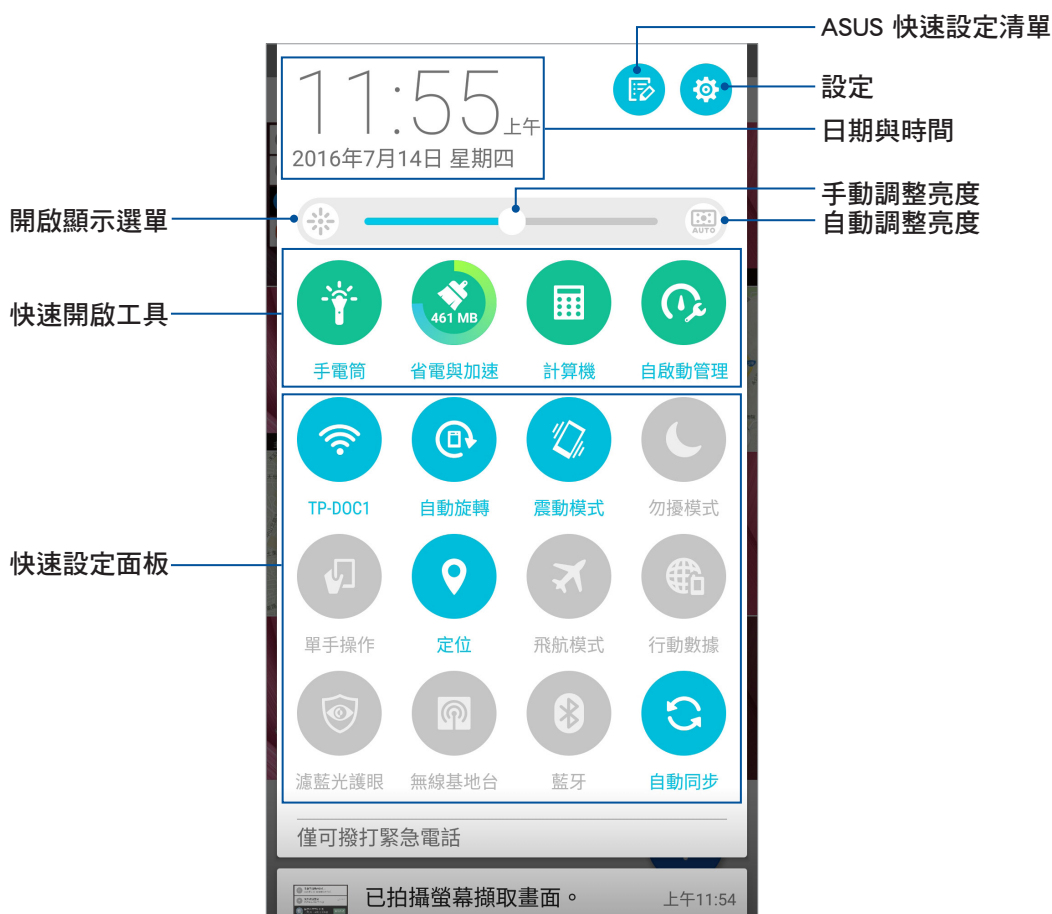 ASUS 快速設定清單
設定
日期與時間
手動調整亮度
自動調整亮度
開啟顯示選單
快速開啟工具
快速設定面板
11:55上午
2016年7月14日 星期四
AUTO
461 MB
手電筒 省電與加速 計算機 自啟動管理
TP-DOC1 自動旋轉 震動模式 勿擾模式
單手操作 定位 飛航模式 行動數據
濾藍光護眼 無線基地台 藍牙 自動同步
僅可撥打緊急電話
已拍攝螢幕擷取畫面。 上午11:54